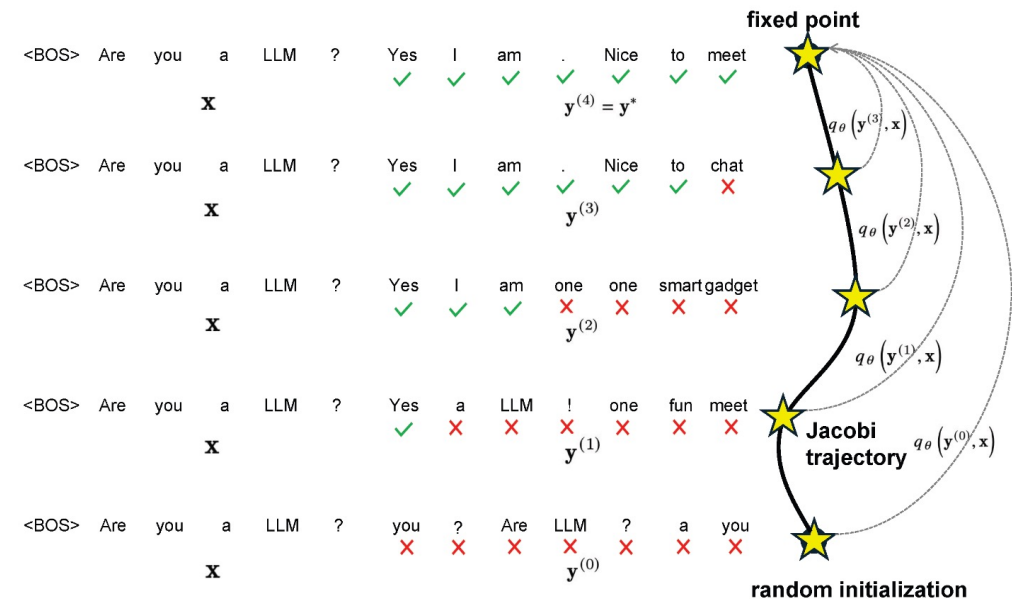 fixed point
<BOS> Are you a LLM ? Yes I am . Nice to meet
x
y(4) = y*
qθ (y(3), x)
<BOS> Are you a LLM ? Yes I am . Nice to chat
x
y(3)
qθ (y(2), x)
<BOS> Are you a LLM ? Yes I am one one smart gadget
x
y(2)
qθ (y(1), x)
<BOS> Are you a LLM ? Yes a LLM ! one fun meet
x
y(1)
Jacobi
trajectory
qθ (y(0), x)
<BOS> Are you a LLM ? you ? Are LLM ? a you
x
y(0)
random initialization